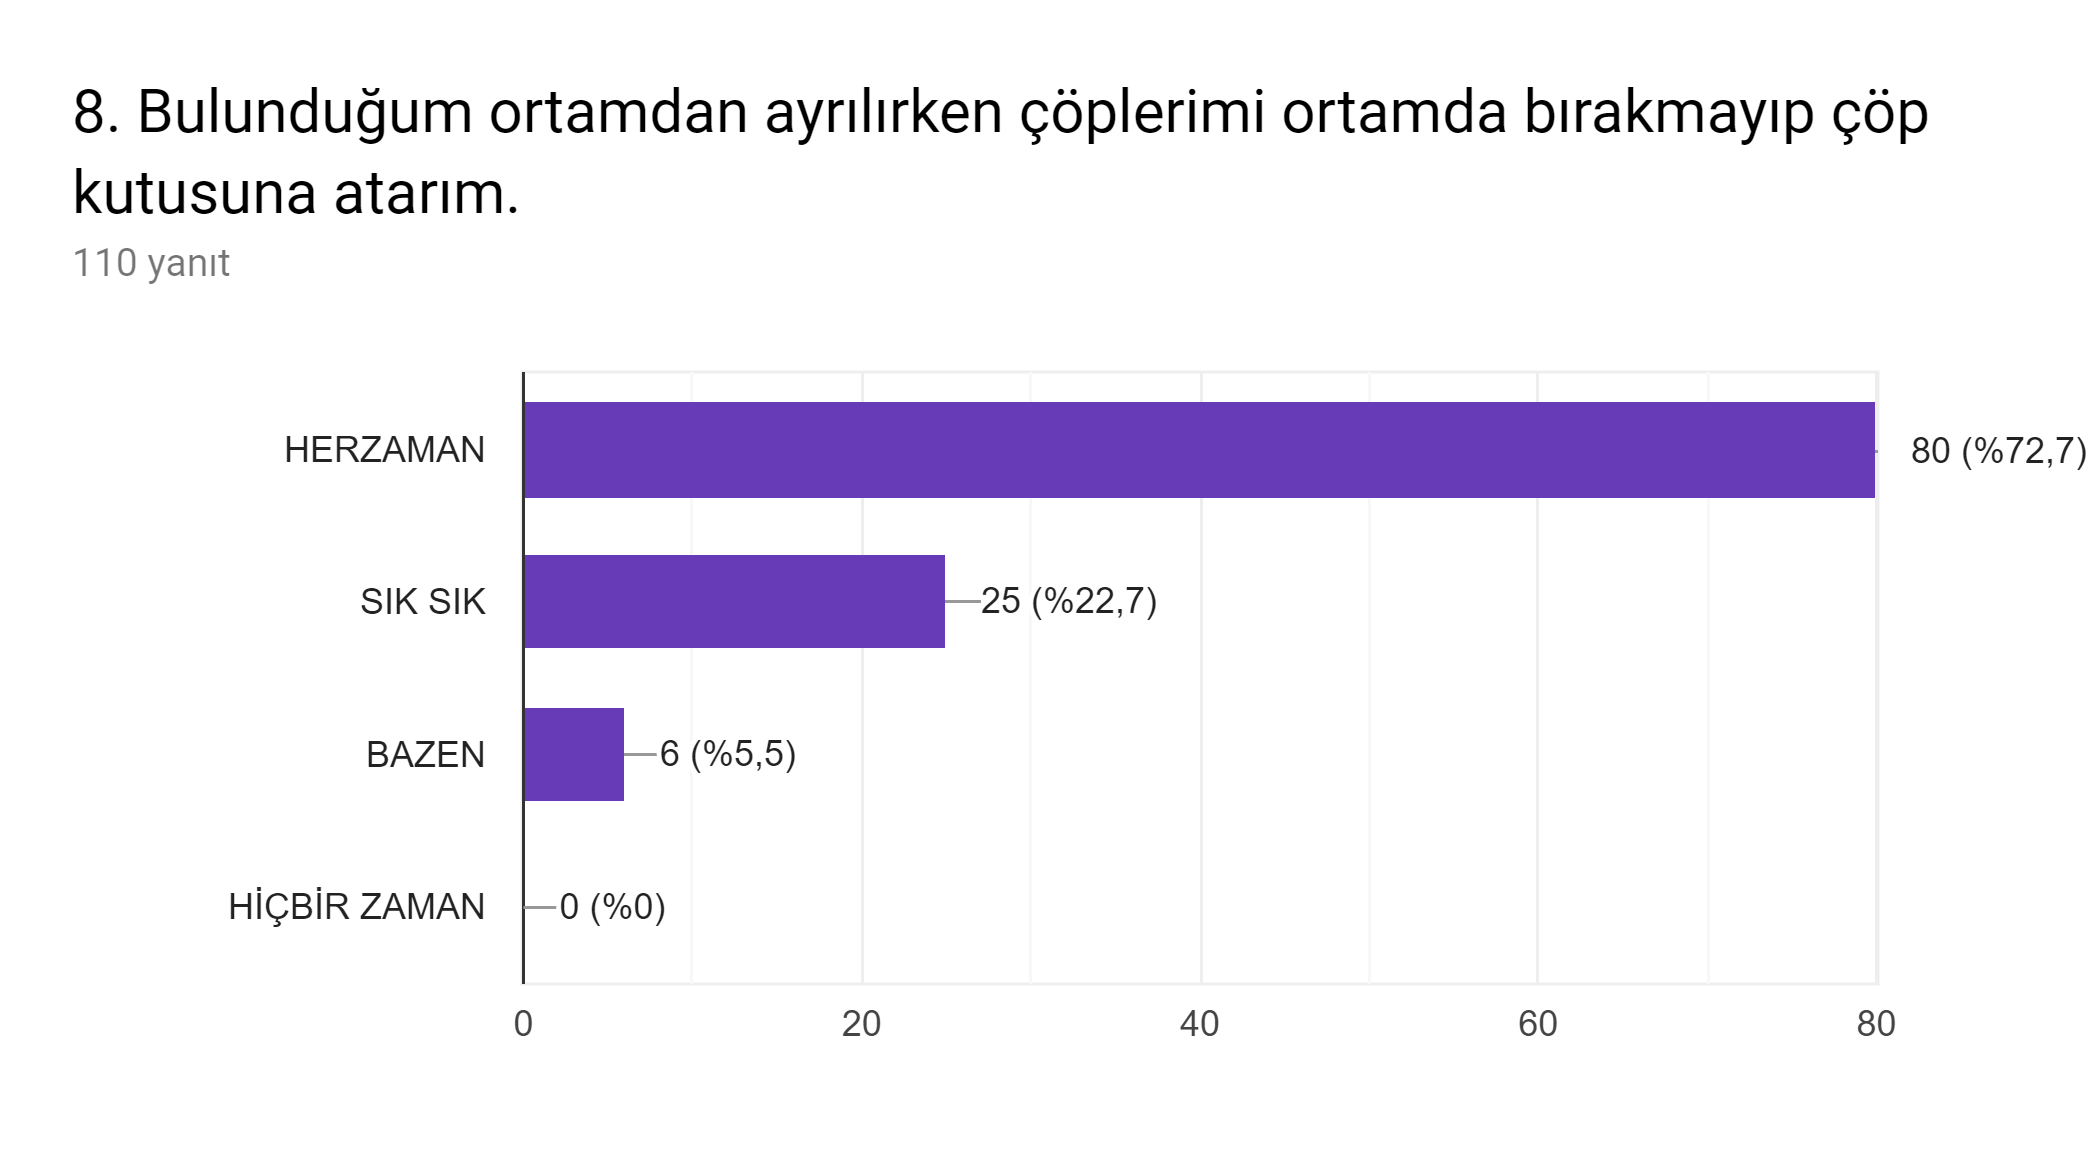 8. Bulunduğum ortamdan ayrılırken çöplerimi ortamda bırakmayıp çöp
kutusuna atarım.
110 yanıt
HERZAMAN
80 (%72,7)
SIK SIK
25 (%22,7)
BAZEN
6 (%5,5)
HİÇBİR ZAMAN
0 (%0)
0
20
40
60
80